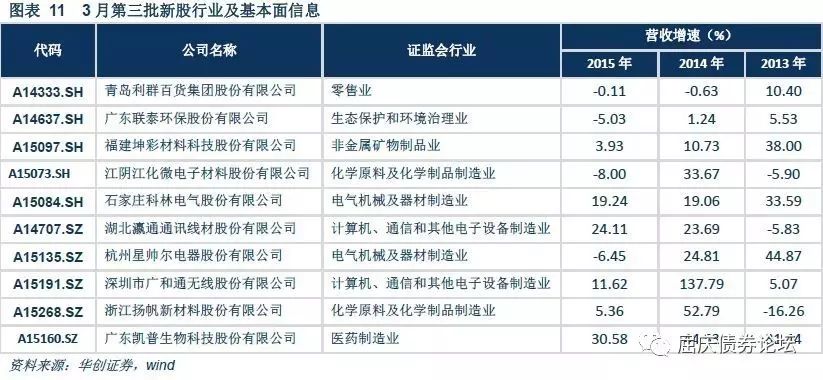 图表 11 3 月第三批新股行业及基本面信息
代码 公司名称 证监会行业 营收增速（%）
2015 年 2014 年 2013 年
A14333.SH 青岛利群百货集团股份有限公司 零售业 -0.11 -0.63 10.40
A14637.SH 广东联泰环保股份有限公司 生态保护和环境治理业 -5.03 1.24 5.53
A15097.SH 福建坤彩材料科技股份有限公司 非金属矿物制品业 3.93 10.73 38.00
A15073.SH 江阴江化微电子材料股份有限公司 化学原料及化学制品制造业 -8.00 33.67 -5.90
A15084.SH 石家庄科林电气股份有限公司 电气机械及器材制造业 19.24 19.06 33.59
A14707.SZ 湖北瀛通通讯线材股份有限公司 计算机、通信和其他电子设备制造业 24.11 23.69 -5.83
A15135.SZ 杭州星帅尔电器股份有限公司 电气机械及器材制造业 -6.45 24.81 44.87
A15191.SZ 深圳市广和通无线股份有限公司 计算机、通信和其他电子设备制造业 11.62 137.79 5.07
A15268.SZ 浙江扬帆新材料股份有限公司 化学原料及化学制品制造业 5.36 52.79 -16.26
A15160.SZ 广东凯普生物科技股份有限公司 医药制造业 30.58
屈庆债券论坛
资料来源：华创证券，wind